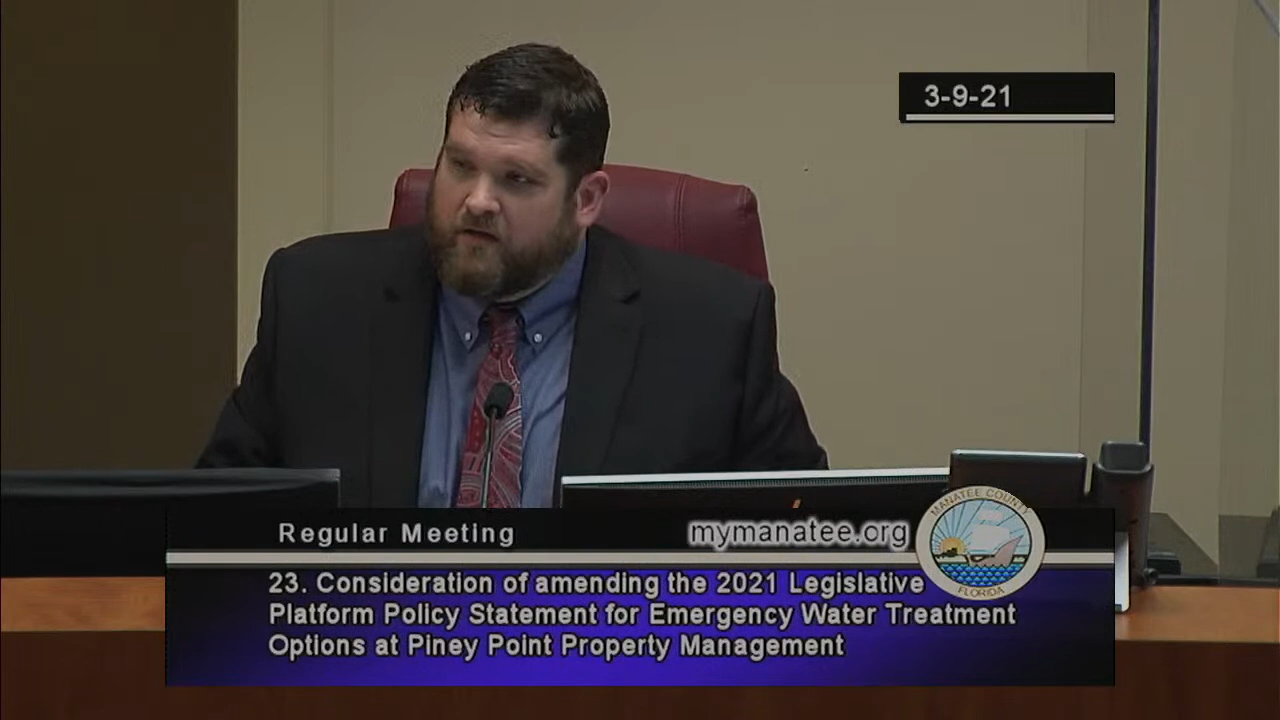 3-9-21
Regular Meeting
mymanatee.org
MANATEE COUNTY
FLORIDA
23. Consideration of amending the 2021 Legislative
Platform Policy Statement for Emergency Water Treatment
Options at Piney Point Property Management